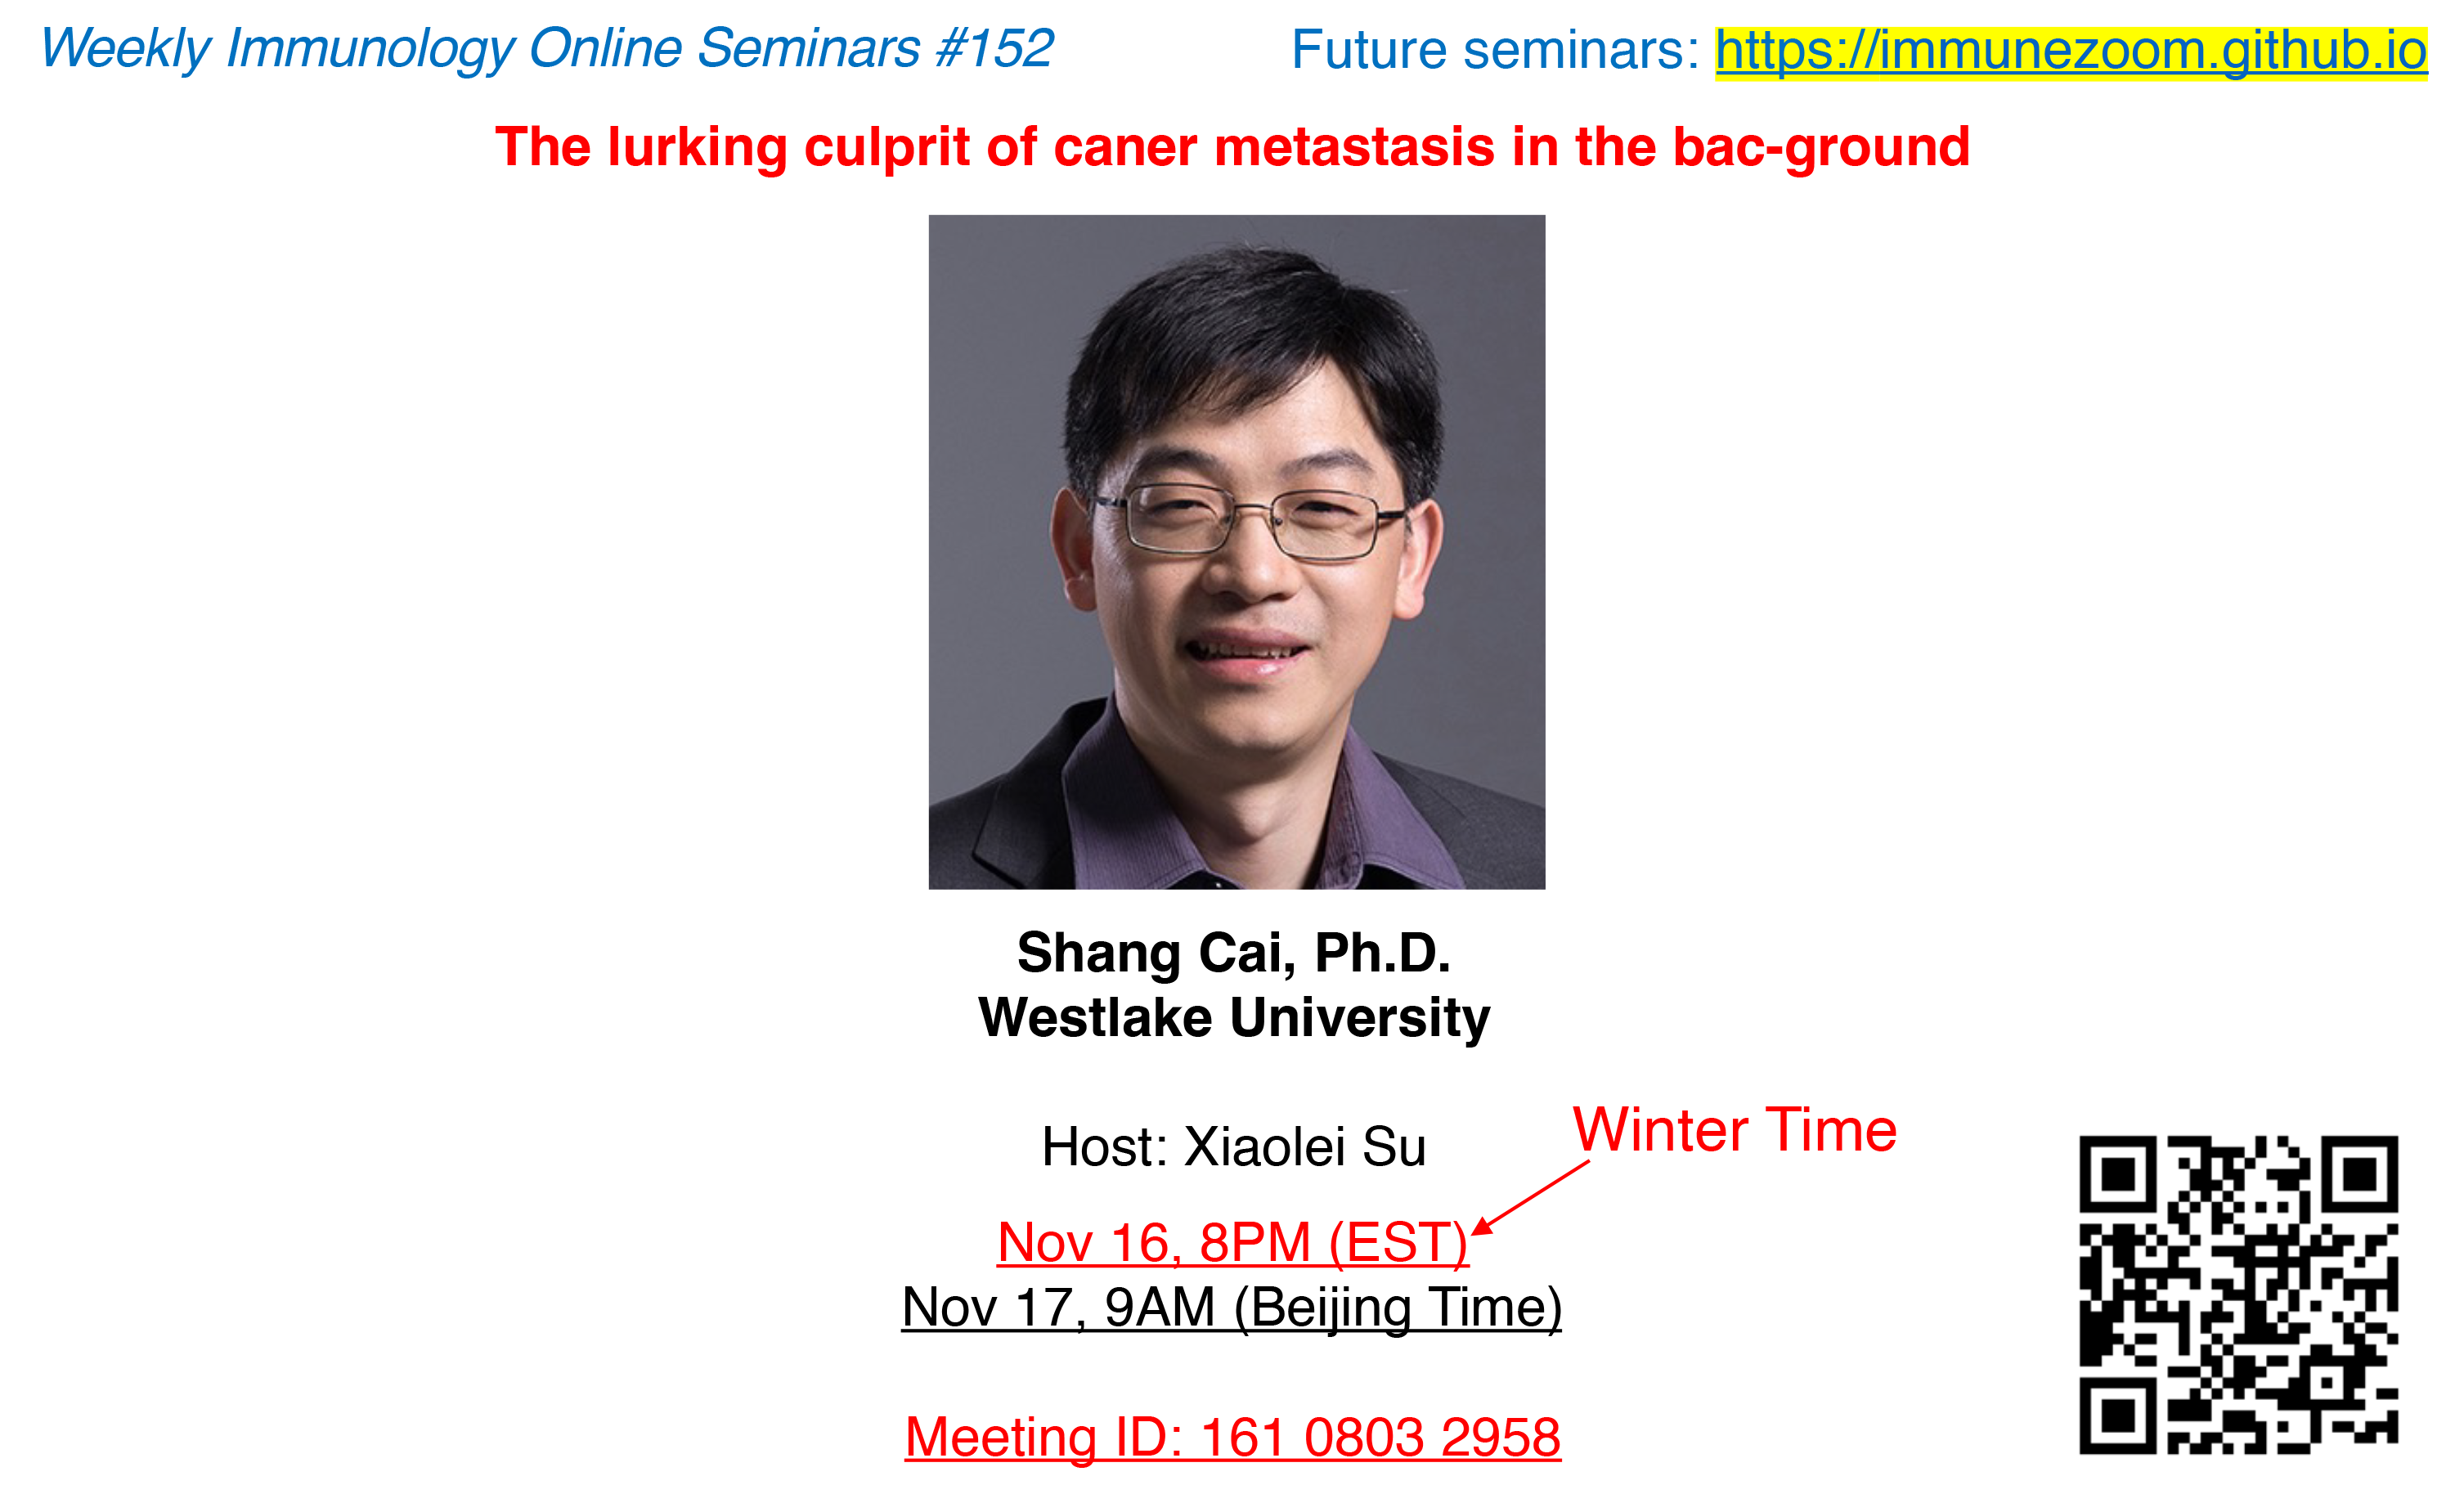 Weekly Immunology Online Seminars #152
Future seminars: https://immunezoom.github.io
The lurking culprit of caner metastasis in the bac-ground
Shang Cai, Ph.D.
Westlake University
Host: Xiaolei Su
Winter Time
Nov 16, 8PM (EST)
Nov 17, 9AM (Beijing Time)
Meeting ID: 161 0803 2958